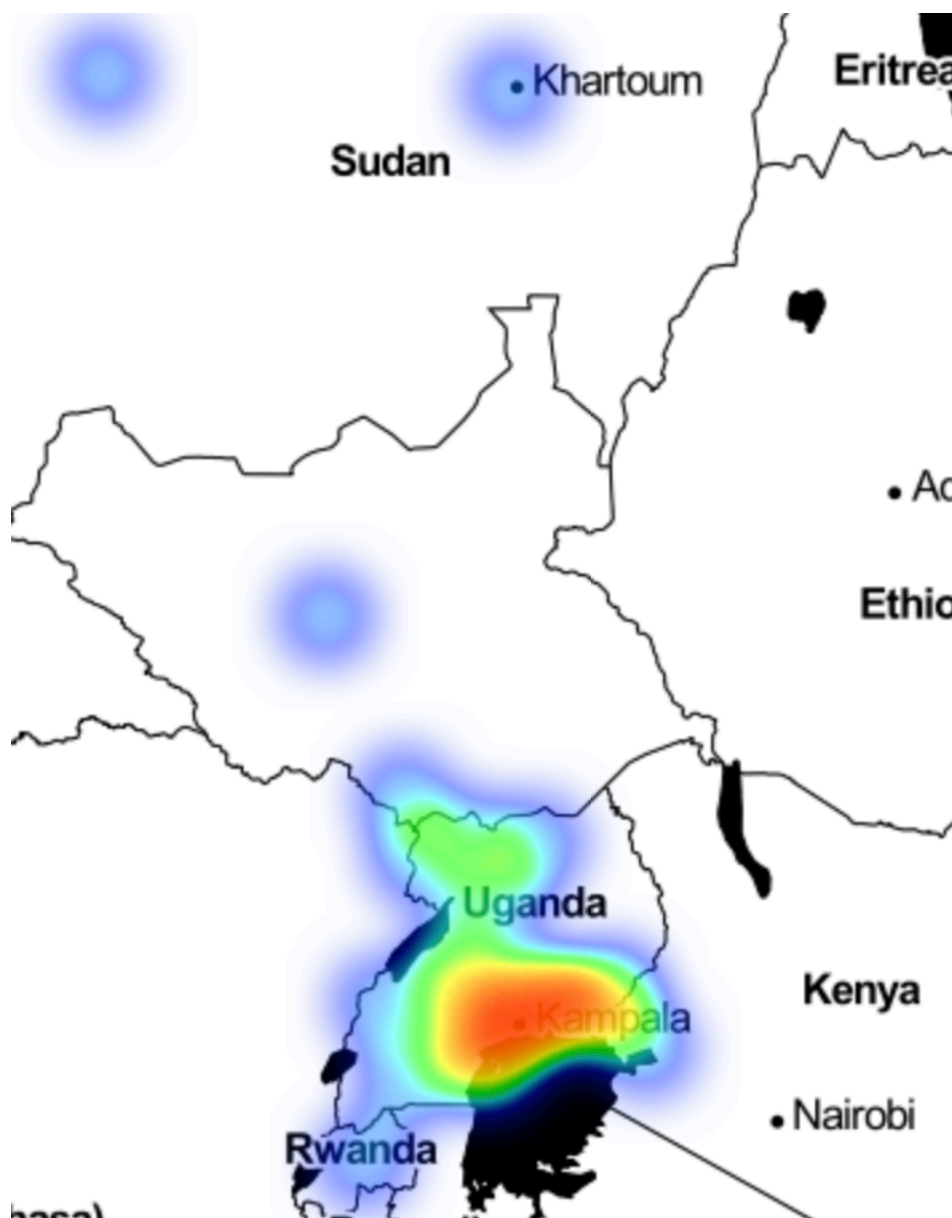 Khartoum
Eritrea
Sudan
Ethio
Uganda
Kenya
Kampala
Nairobi
Rwanda